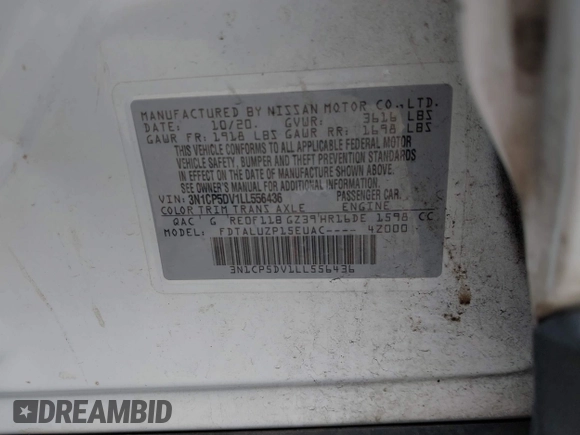 MANUFACTURED BY NISSAN MOTOR CO.,LTD.
DATE: 10/20. GVWR: 3616 LBS
GAWR FR: 1918 LBS GAWR RR: 1698 LBS
THIS VEHICLE CONFORMS TO ALL APPLICABLE FEDERAL MOTOR
VEHICLE SAFETY, BUMPER AND THEFT PREVENTION STANDARDS
IN EFFECT ON THE DATE OF MANUFACTURE SHOWN ABOVE.
SEE OWNER'S MANUAL FOR ADDITIONAL INFORMATION.
VIN: 3N1CP5DV1LL556436 PASSENGER CAR
COLOR TRIM TRANS AXLE ENGINE
QAC G RE0F11B GZ39 HR16DE 1598 CC
MODEL: FDTALUZP15EUAC---- 4Z000
3N1CP5DV1LL556436
DREAMBID